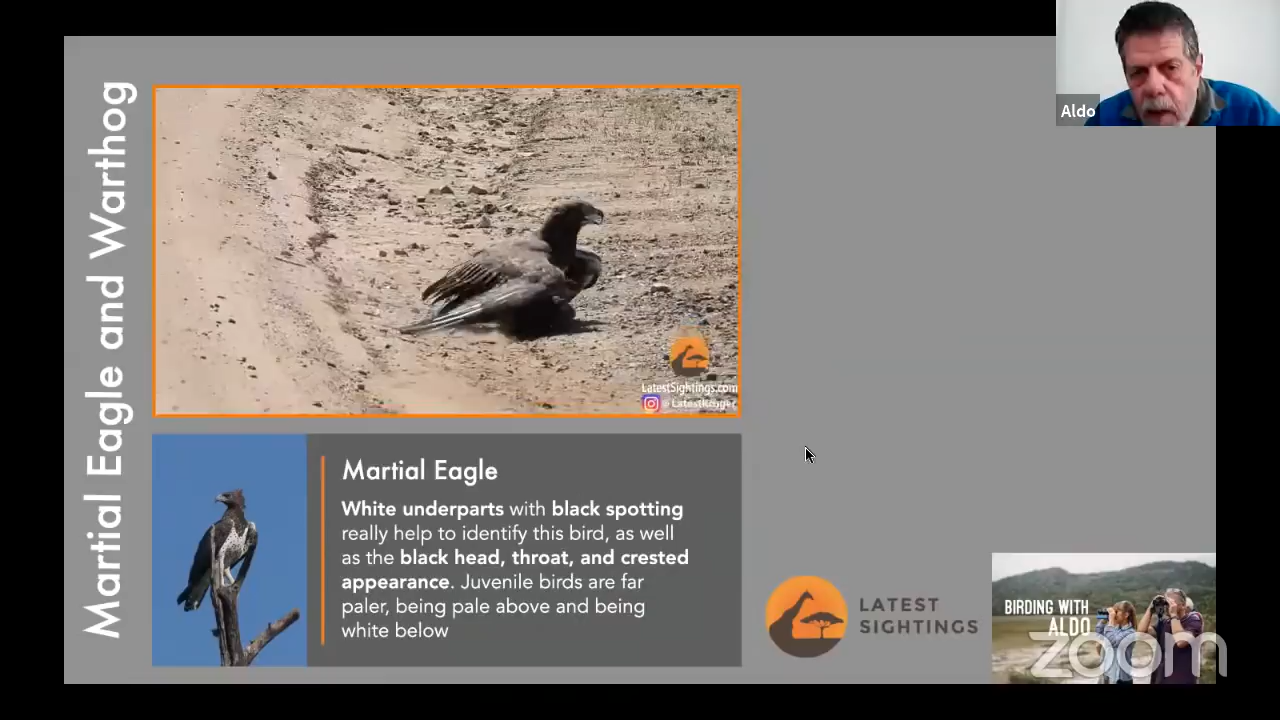 Aldo
Martial Eagle and Warthog
LatestSightings.com
@LatestKruger
Martial Eagle
White underparts with black spotting
really help to identify this bird, as well
as the black head, throat, and crested
appearance. Juvenile birds are far
paler, being pale above and being
white below
LATEST
SIGHTINGS
BIRDING WITH
ALDO
zoom